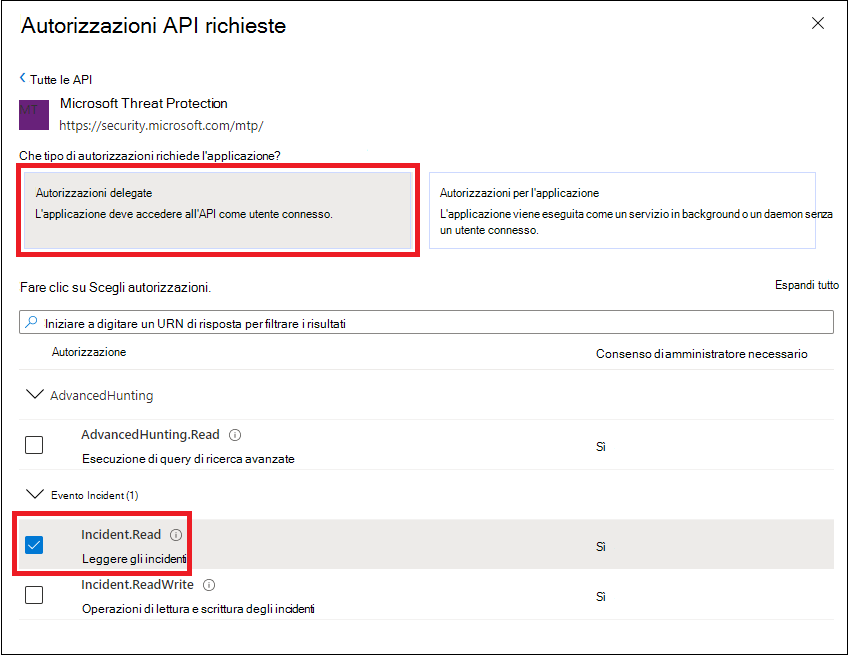 Autorizzazioni API richieste
Tutte le API
MT
Microsoft Threat Protection
https://security.microsoft.com/mtp/
Che tipo di autorizzazioni richiede l'applicazione?
Autorizzazioni delegate
L'applicazione deve accedere all'API come utente connesso.
Autorizzazioni per l'applicazione
L'applicazione viene eseguita come un servizio in background o un daemon senza
un utente connesso.
Fare clic su Scegli autorizzazioni.
Espandi tutto
Iniziare a digitare un URN di risposta per filtrare i risultati
Autorizzazione
Consenso di amministratore necessario
AdvancedHunting
AdvancedHunting.Read
Esecuzione di query di ricerca avanzate
Sì
Evento Incident (1)
Incident.Read
Leggere gli incidenti
Sì
Incident.ReadWrite
Operazioni di lettura e scrittura degli incidenti
Sì